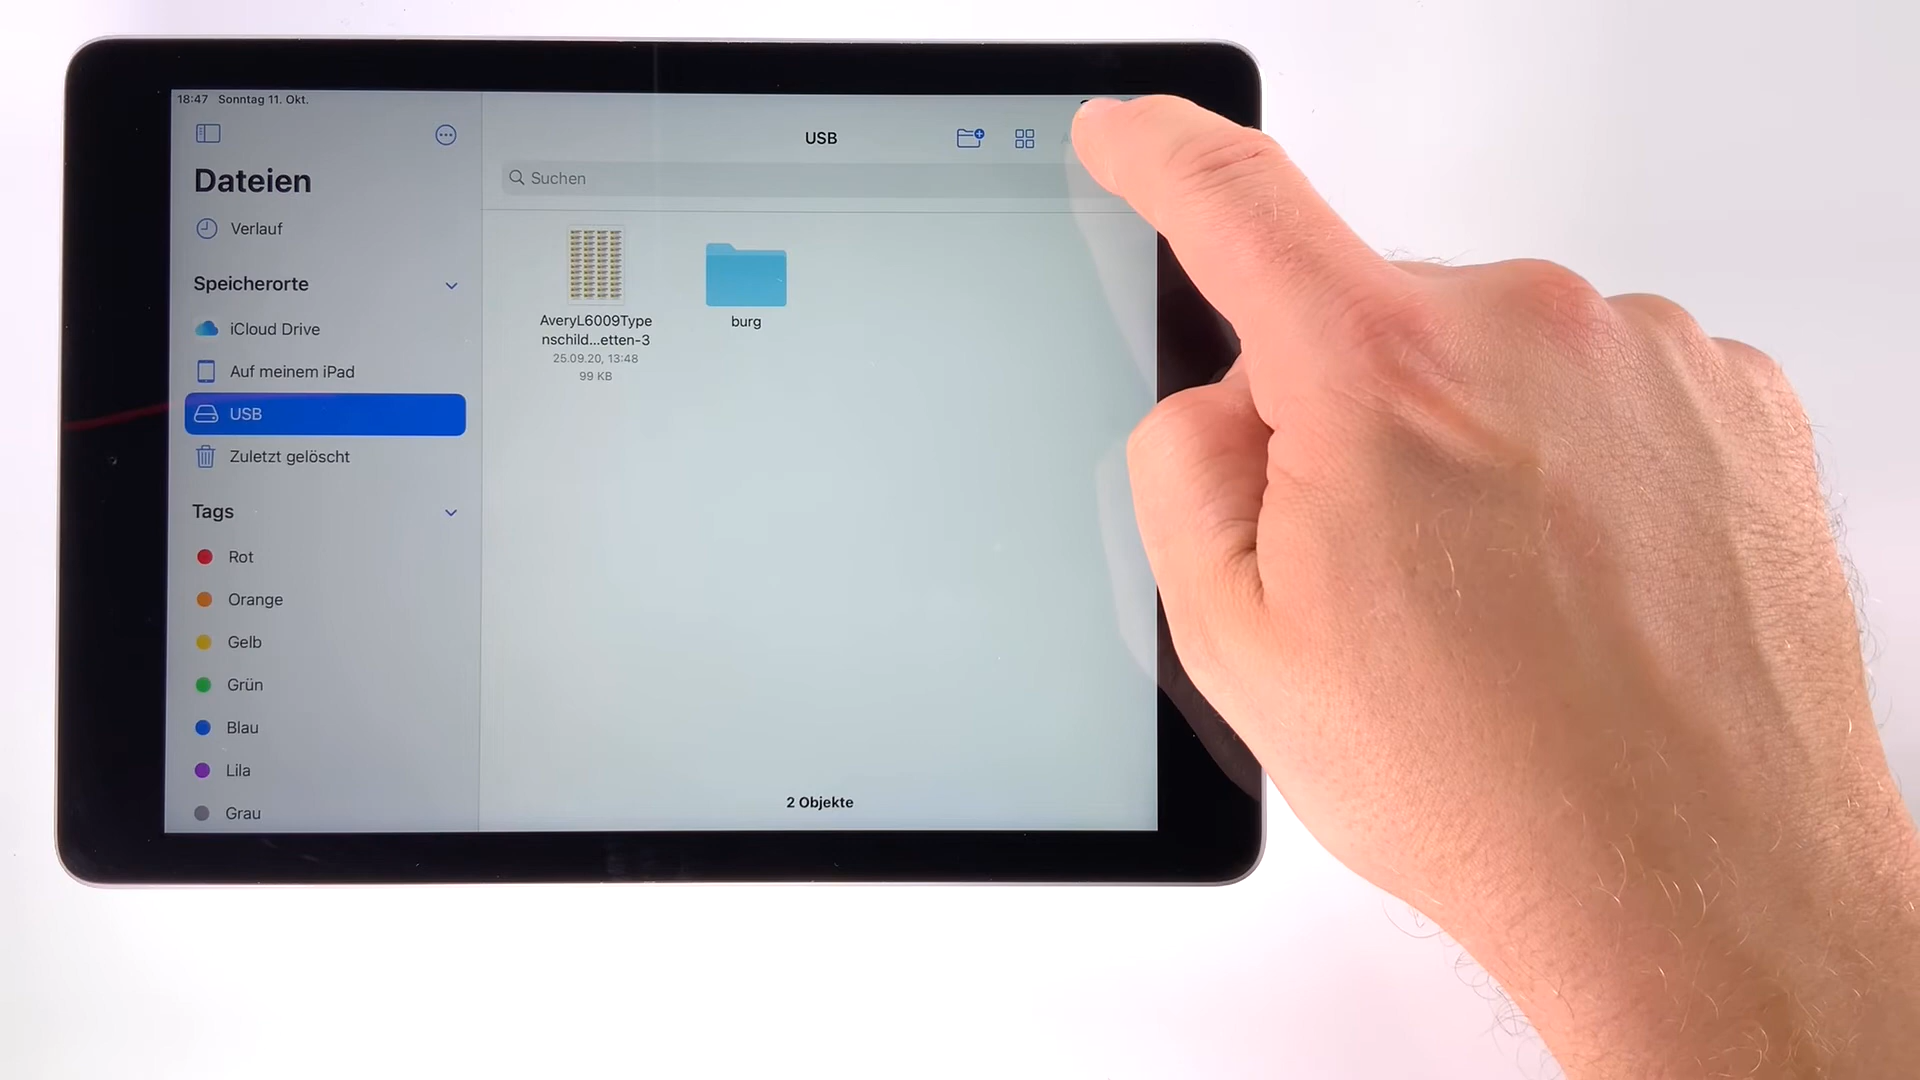 18:47 Sonntag 11. Okt.
Dateien
Verlauf
Speicherorte
iCloud Drive
Auf meinem iPad
USB
Zuletzt gelöscht
Tags
Rot
Orange
Gelb
Grün
Blau
Lila
Grau
USB
Suchen
AveryL6009Type
nschild...etten-3
25.09.20, 13:48
99 KB
burg
2 Objekte